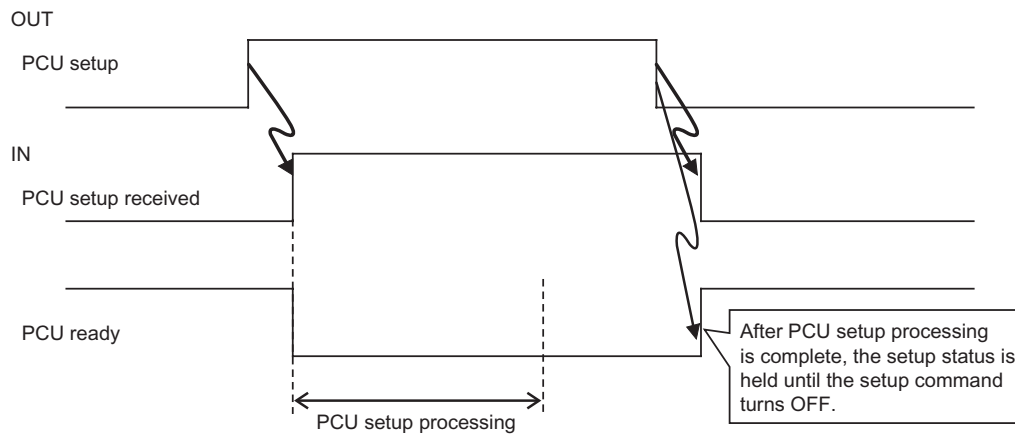 OUT
PCU setup
IN
PCU setup received
PCU ready
After PCU setup processing
is complete, the setup status is
held until the setup command
turns OFF.
PCU setup processing